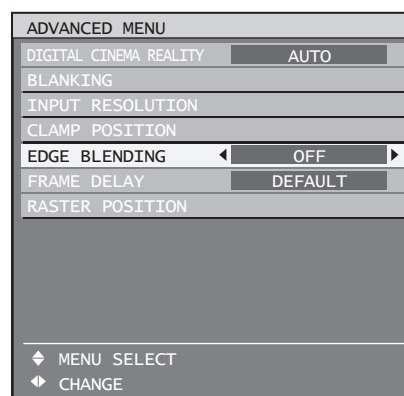 ADVANCED MENU
DIGITAL CINEMA REALITY AUTO
BLANKING
INPUT RESOLUTION
CLAMP POSITION
EDGE BLENDING OFF
FRAME DELAY DEFAULT
RASTER POSITION
MENU SELECT
CHANGE